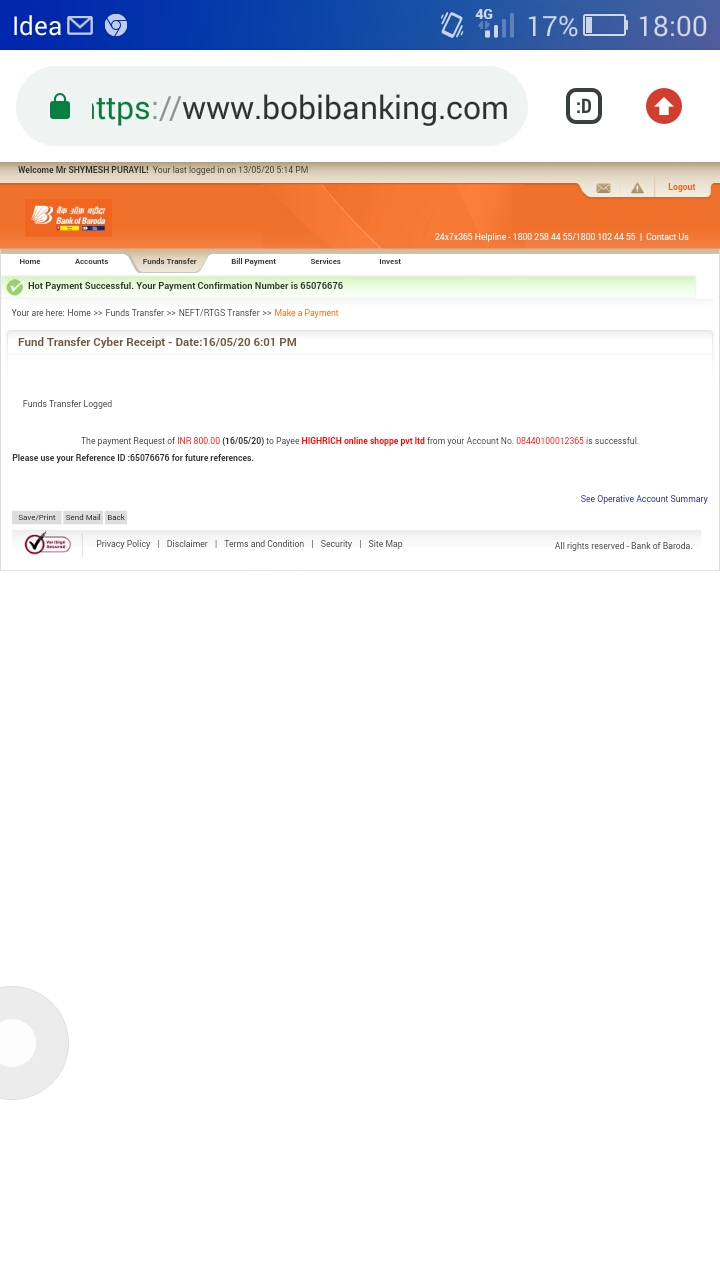 Idea 4G 17% 18:00
ttps://www.bobibanking.com :D
Welcome Mr SHYMESH PURAYIL! Your last logged in on 13/05/20 5:14 PM
Logout
बैंक ऑफ़ बड़ौदा
Bank of Baroda
24x7x365 Helpline - 1800 258 44 55/1800 102 44 55 | Contact Us
Home Accounts Funds Transfer Bill Payment Services Invest
Hot Payment Successful. Your Payment Confirmation Number is 65076676
Your are here: Home >> Funds Transfer >> NEFT/RTGS Transfer >> Make a Payment
Fund Transfer Cyber Receipt - Date:16/05/20 6:01 PM
Funds Transfer Logged
The payment Request of INR 800.00 (16/05/20) to Payee HIGHRICH online shoppe pvt ltd from your Account No. 08440100012365 is successful.
Please use your Reference ID :65076676 for future references.
See Operative Account Summary
Save/Print Send Mail Back
VeriSign
Secured
Privacy Policy | Disclaimer | Terms and Condition | Security | Site Map
All rights reserved - Bank of Baroda.